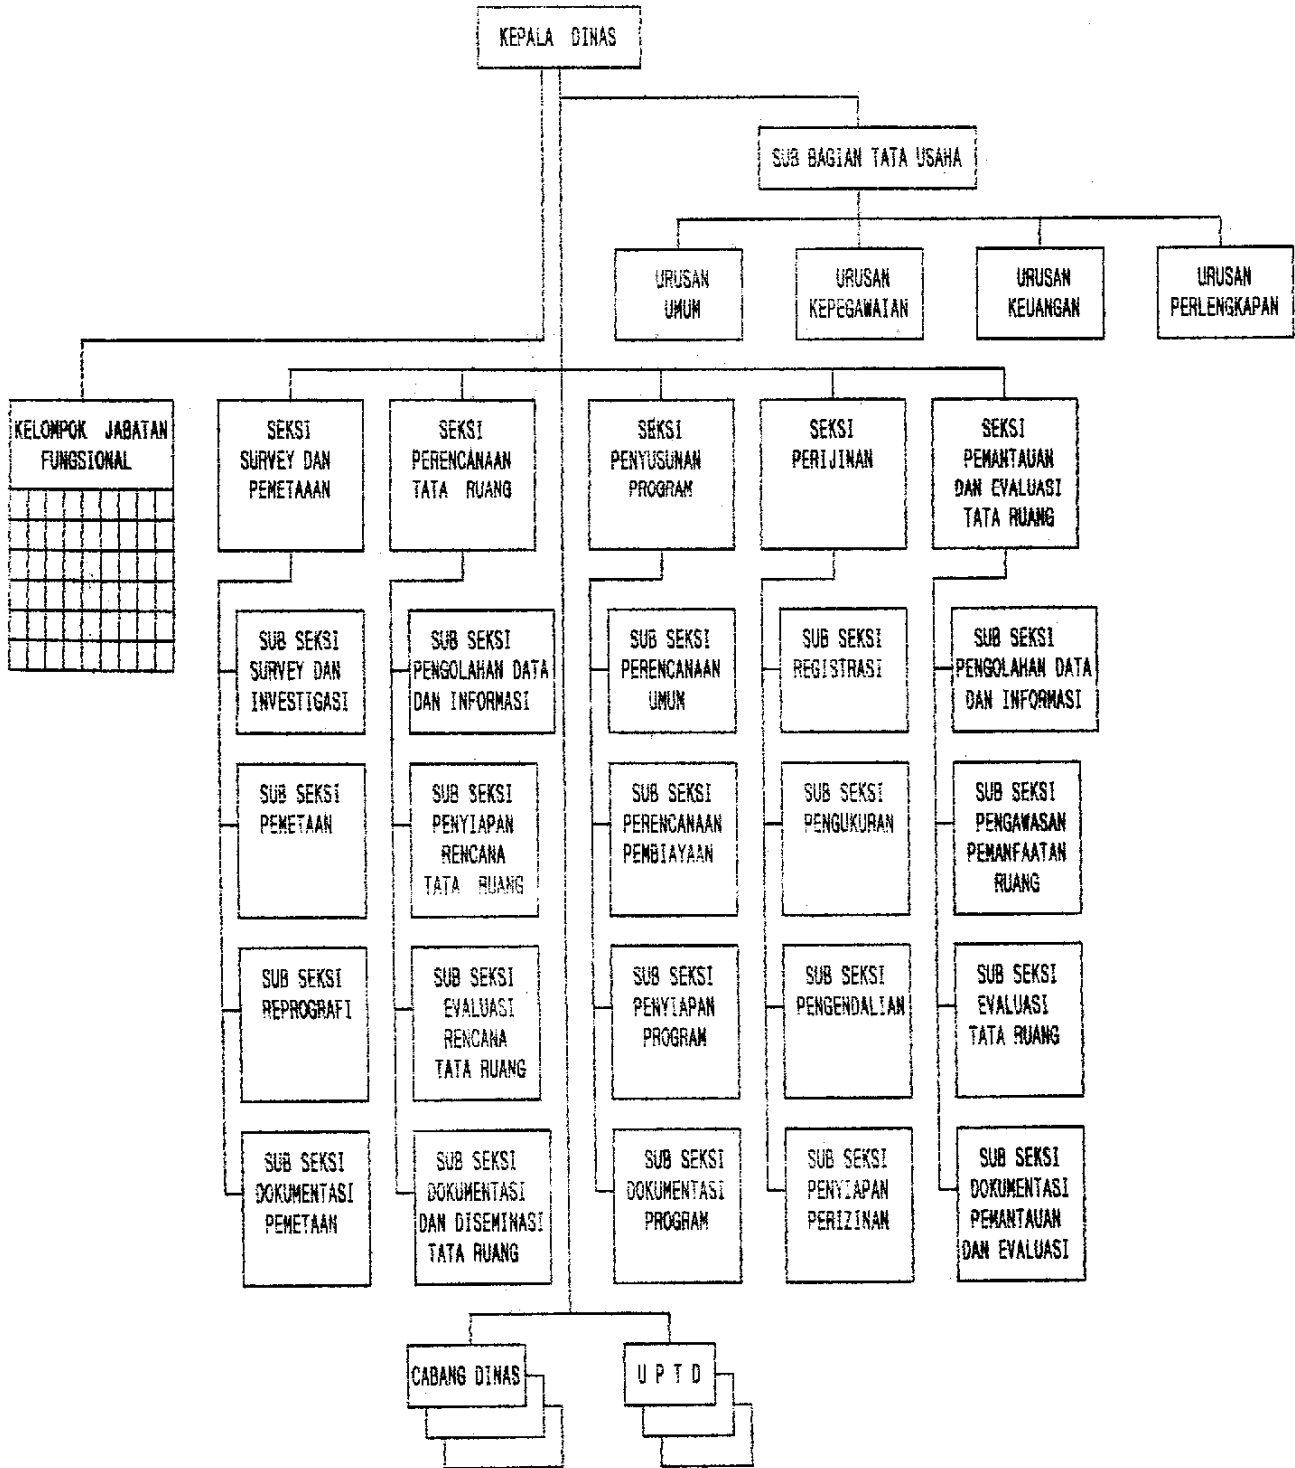 KEPALA DINAS
SUB BAGIAN TATA USAHA
URUSAN
UMUM
URUSAN
KEPEGAWAIAN
URUSAN
KEUANGAN
URUSAN
PERLENGKAPAN
KELOMPOK JABATAN
FUNGSIONAL
SEKSI
SURVEY DAN
PEMETAAAN
SEKSI
PERENCANAAN
TATA RUANG
SEKSI
PENYUSUNAN
PROGRAM
SEKSI
PERIJINAN
SEKSI
PEMANTAUAN
DAN EVALUASI
TATA RUANG
SUB SEKSI
SURVEY DAN
INVESTIGASI
SUB SEKSI
PENGOLAHAN DATA
DAN INFORMASI
SUB SEKSI
PERENCANAAN
UMUM
SUB SEKSI
REGISTRASI
SUB SEKSI
PENGOLAHAN DATA
DAN INFORMASI
SUB SEKSI
PEMETAAN
SUB SEKSI
PENYIAPAN
RENCANA
TATA RUANG
SUB SEKSI
PERENCANAAN
PEMBIAYAAN
SUB SEKSI
PENGUKURAN
SUB SEKSI
PENGAWASAN
PEMANFAATAN
RUANG
SUB SEKSI
REPROGRAFI
SUB SEKSI
EVALUASI
RENCANA
TATA RUANG
SUB SEKSI
PENYIAPAN
PROGRAM
SUB SEKSI
PENGENDALIAN
SUB SEKSI
EVALUASI
TATA RUANG
SUB SEKSI
DOKUMENTASI
PEMETAAN
SUB SEKSI
DOKUMENTASI
DAN DISEMINASI
TATA RUANG
SUB SEKSI
DOKUMENTASI
PROGRAM
SUB SEKSI
PENYIAPAN
PERIZINAN
SUB SEKSI
DOKUMENTASI
PEMANTAUAN
DAN EVALUASI
CABANG DINAS
U P T D